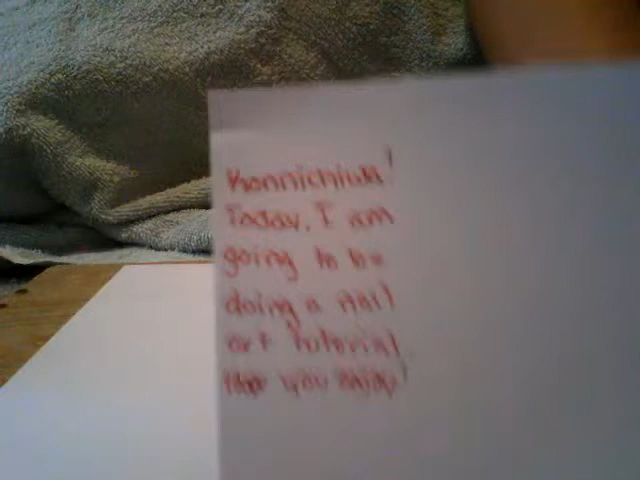 Konnichiwa!
Today, I am
going to be
doing a nail
art Tutorial
Hope you enjoy!